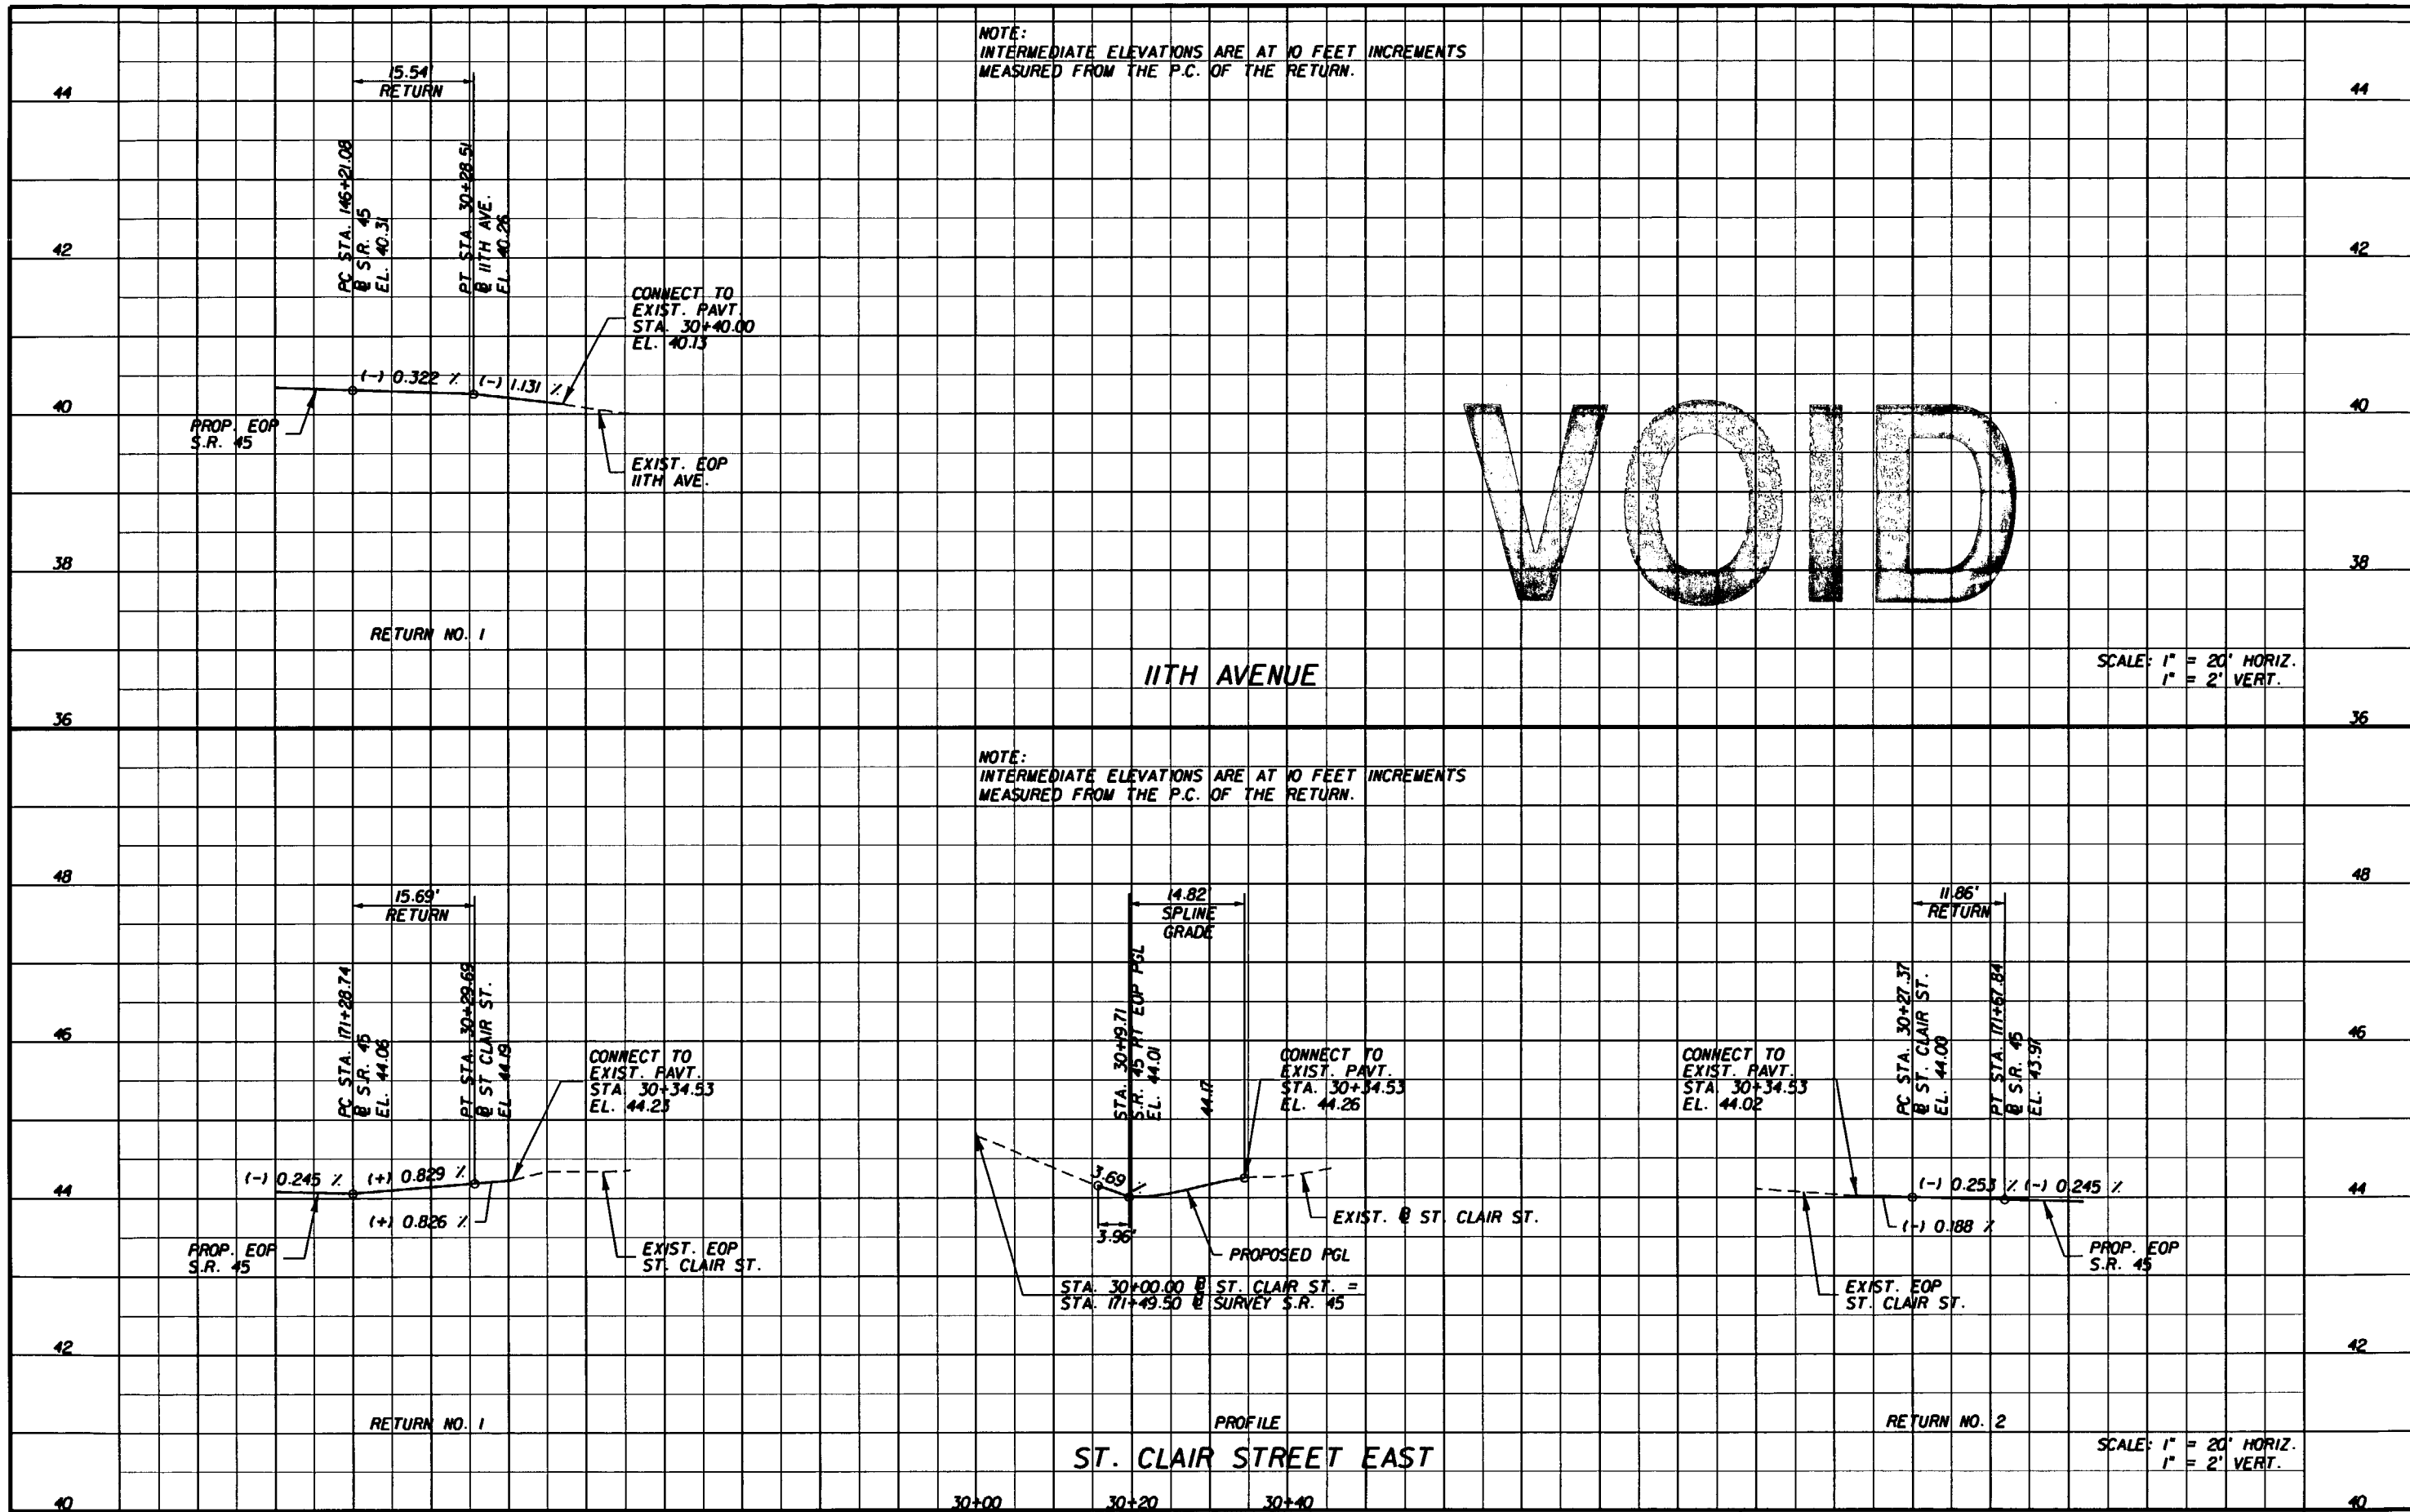 NOTE:
INTERMEDIATE ELEVATIONS ARE AT 10 FEET INCREMENTS
MEASURED FROM THE P.C. OF THE RETURN.
15.54'
RETURN
44
44
PC STA. 146+21.08
@ S.R. 45
EL. 40.31
PT STA. 30+28.51
@ 11TH AVE.
EL. 40.26
42
42
CONNECT TO
EXIST. PAVT.
STA. 30+40.00
EL. 40.13
(-) 0.322 %
(-) 1.131 %
40
40
PROP. EOP
S.R. 45
EXIST. EOP
11TH AVE.
VOID
38
38
RETURN NO. 1
11TH AVENUE
SCALE: 1" = 20' HORIZ.
1" = 2' VERT.
36
36
NOTE:
INTERMEDIATE ELEVATIONS ARE AT 10 FEET INCREMENTS
MEASURED FROM THE P.C. OF THE RETURN.
48
48
15.69'
RETURN
14.82'
SPLINE
GRADE
11.86'
RETURN
PC STA. 171+28.74
@ S.R. 45
EL. 44.06
PT STA. 30+29.69
@ ST CLAIR ST.
EL. 44.19
CONNECT TO
EXIST. PAVT.
STA. 30+34.53
EL. 44.23
STA. 30+19.71
S.R. 45 RT EOP PGL
EL. 44.01
44.17
CONNECT TO
EXIST. PAVT.
STA. 30+34.53
EL. 44.26
CONNECT TO
EXIST. PAVT.
STA. 30+34.53
EL. 44.02
PC STA. 30+27.37
@ ST. CLAIR ST.
EL. 44.00
PT STA. 171+67.84
@ S.R. 45
EL. 43.97
46
46
(-) 0.245 %
(+) 0.829 %
(+) 0.826 %
3.69 %
3.96'
(-) 0.253 %
(-) 0.245 %
(-) 0.188 %
44
44
PROP. EOP
S.R. 45
EXIST. EOP
ST. CLAIR ST.
EXIST. @ ST. CLAIR ST.
PROPOSED PGL
STA. 30+00.00 ⅊ ST. CLAIR ST. =
STA. 171+49.50 ⅊ SURVEY S.R. 45
PROP. EOP
S.R. 45
EXIST. EOP
ST. CLAIR ST.
42
42
RETURN NO. 1
PROFILE
RETURN NO. 2
ST. CLAIR STREET EAST
SCALE: 1" = 20' HORIZ.
1" = 2' VERT.
40
30+00
30+20
30+40
40